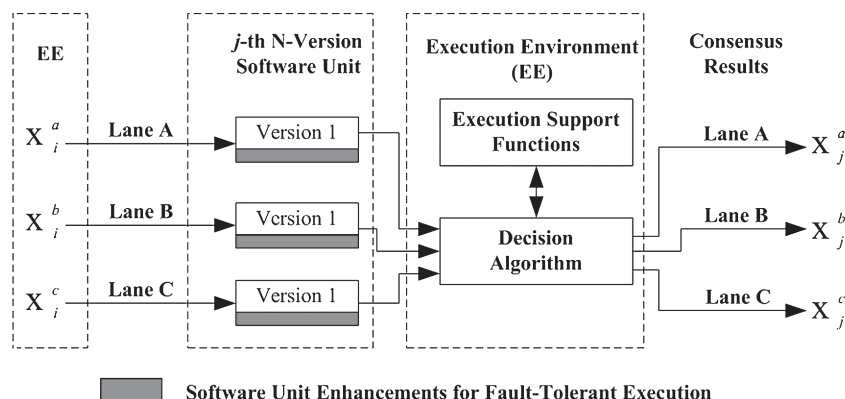 EE
j-th N-Version
Software Unit
Execution Environment
(EE)
Consensus
Results
X a i
Lane A
Version 1
Execution Support
Functions
Lane A
X a j
X b i
Lane B
Version 1
Decision
Algorithm
Lane B
X b j
X c i
Lane C
Version 1
Lane C
X c j
Software Unit Enhancements for Fault-Tolerant Execution